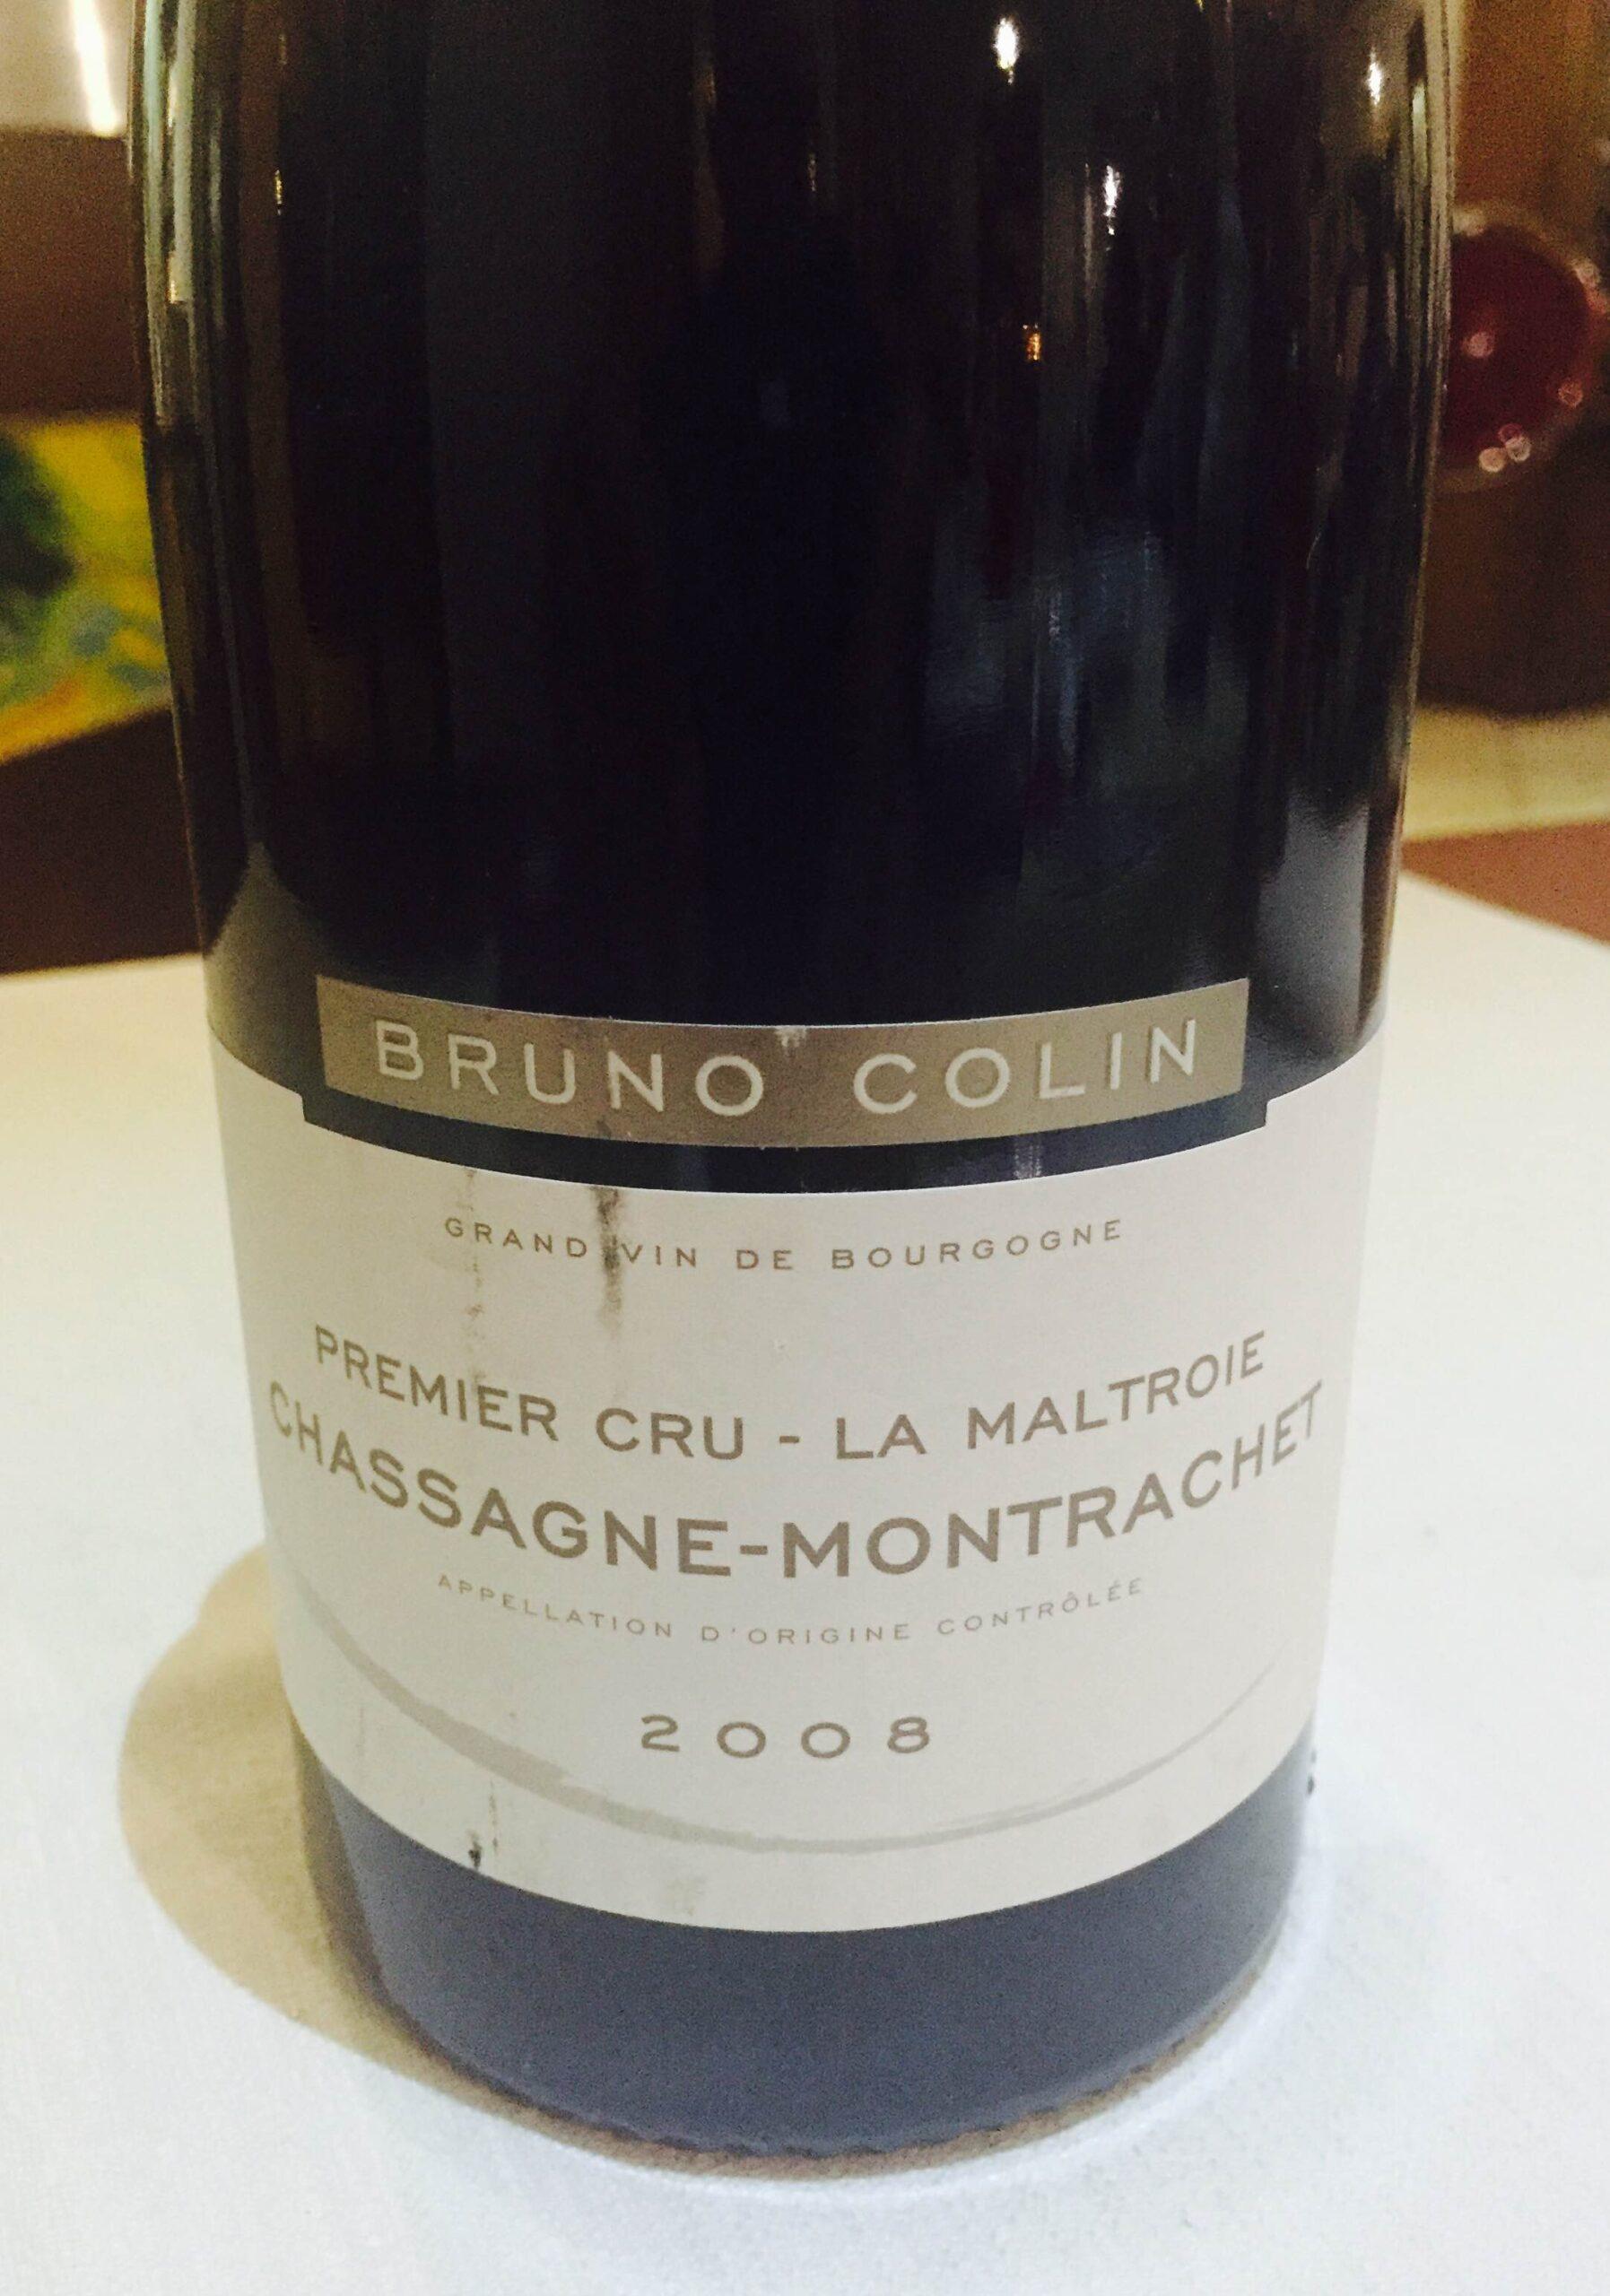 BRUNO COLIN
GRAND VIN DE BOURGOGNE
PREMIER CRU - LA MALTROIE
CHASSAGNE-MONTRACHET
APPELLATION D'ORIGINE CONTRÔLÉE
2008